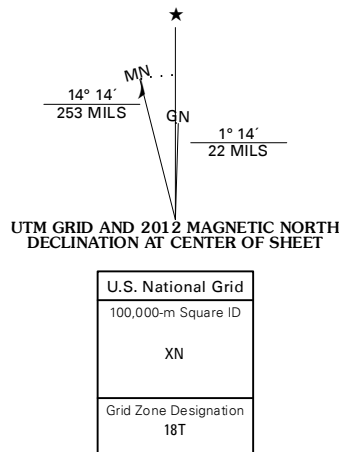 ★
MN
14° 14´
253 MILS
GN
1° 14´
22 MILS
UTM GRID AND 2012 MAGNETIC NORTH
DECLINATION AT CENTER OF SHEET
U.S. National Grid
100,000-m Square ID
XN
Grid Zone Designation
18T